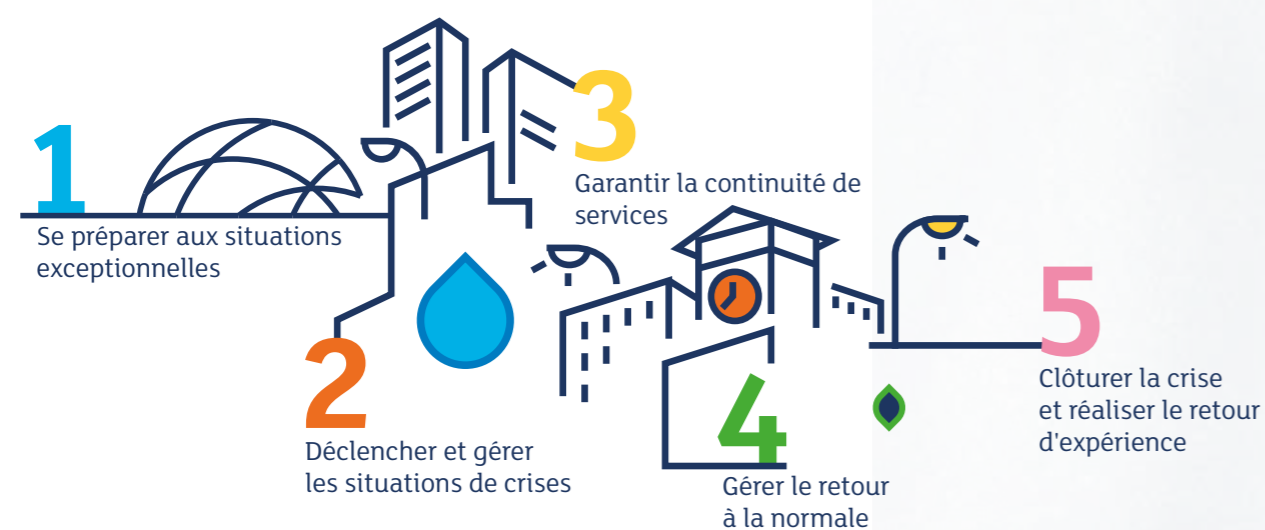 1
Se préparer aux situations
exceptionnelles
2
Déclencher et gérer
les situations de crises
3
Garantir la continuité de
services
4
Gérer le retour
à la normale
5
Clôturer la crise
et réaliser le retour
d'expérience